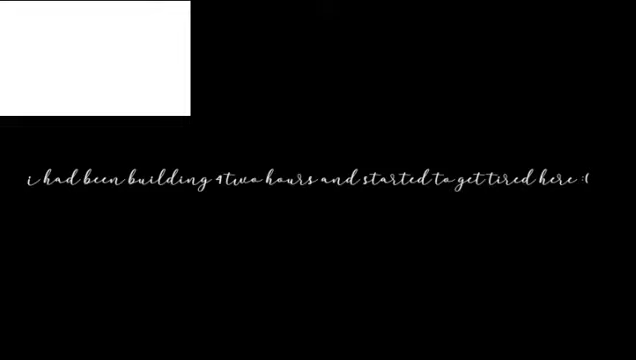 i had been building 4 two hours and started to get tired here :(